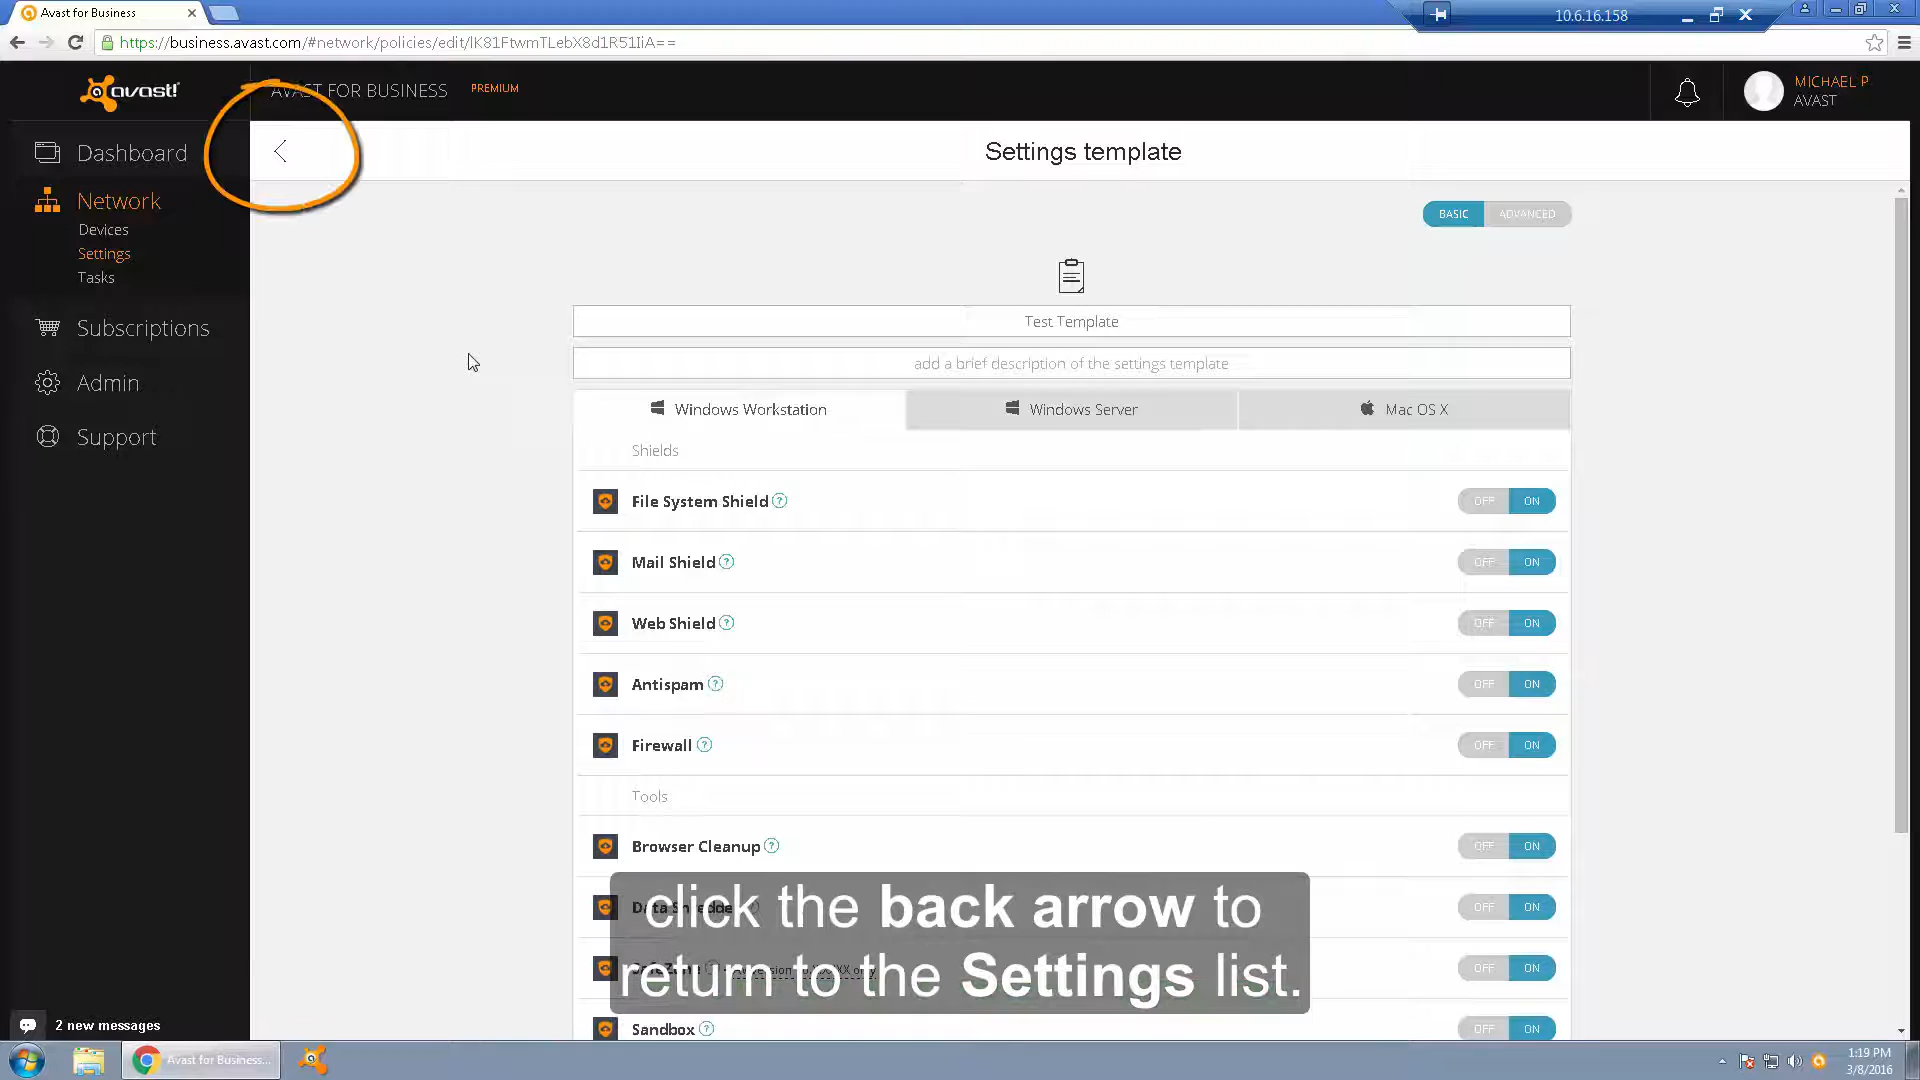 Avast for Business
10.6.16.158
https://business.avast.com/#network/policies/edit/lK81FtwmTLebX8d1R51IiA==
avast!
AVAST FOR BUSINESS PREMIUM
MICHAEL P
AVAST
Dashboard
Network
Devices
Settings
Tasks
Subscriptions
Admin
Support
Settings template
BASIC ADVANCED
Test Template
add a brief description of the settings template
Windows Workstation Windows Server Mac OS X
Shields
File System Shield ? OFF ON
Mail Shield ? OFF ON
Web Shield ? OFF ON
Antispam ? OFF ON
Firewall ? OFF ON
Tools
Browser Cleanup ? OFF ON
Data Shredder OFF ON
OFF ON
Sandbox ? OFF ON
click the back arrow to
return to the Settings list.
2 new messages
Avast for Business...
1:19 PM
3/8/2016